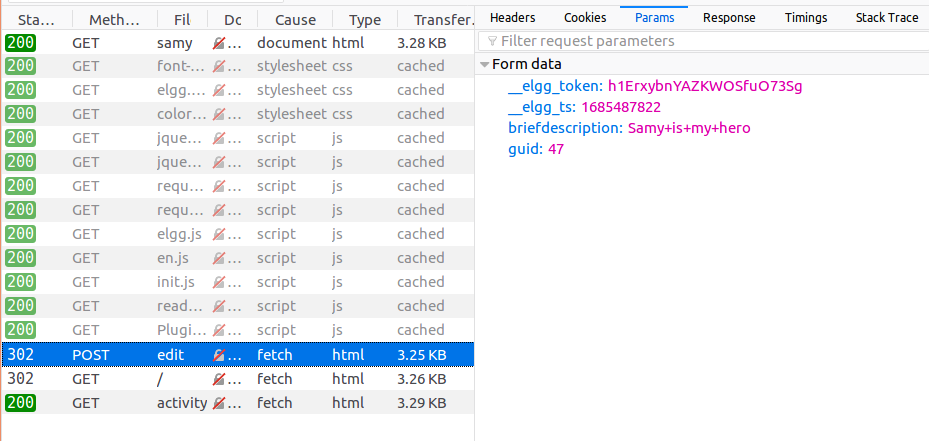 Sta… Meth… Fil Dc Cause Type Transfer.
200 GET samy … document html 3.28 KB
200 GET font-… … stylesheet css cached
200 GET elgg.… … stylesheet css cached
200 GET color… … stylesheet css cached
200 GET jque… … script js cached
200 GET jque… … script js cached
200 GET requ… … script js cached
200 GET requ… … script js cached
200 GET elgg.js … script js cached
200 GET en.js … script js cached
200 GET init.js … script js cached
200 GET read… … script js cached
200 GET Plugi… … script js cached
302 POST edit … fetch html 3.25 KB
302 GET / … fetch html 3.26 KB
200 GET activity … fetch html 3.29 KB
Headers Cookies Params Response Timings Stack Trace
Filter request parameters
Form data
__elgg_token: h1ErxybnYAZKWOSfuO73Sg
__elgg_ts: 1685487822
briefdescription: Samy+is+my+hero
guid: 47